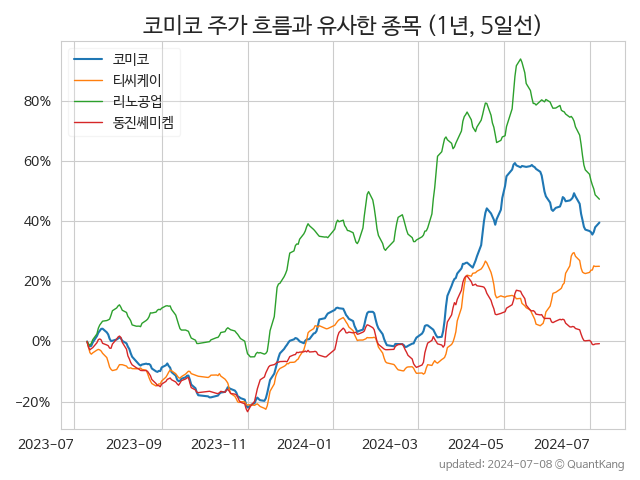 코미코 주가 흐름과 유사한 종목 (1년, 5일선)
코미코
티씨케이
리노공업
동진쎄미켐
80%
60%
40%
20%
0%
−20%
2023-07
2023-09
2023-11
2024-01
2024-03
2024-05
2024-07
updated: 2024-07-08 © QuantKang